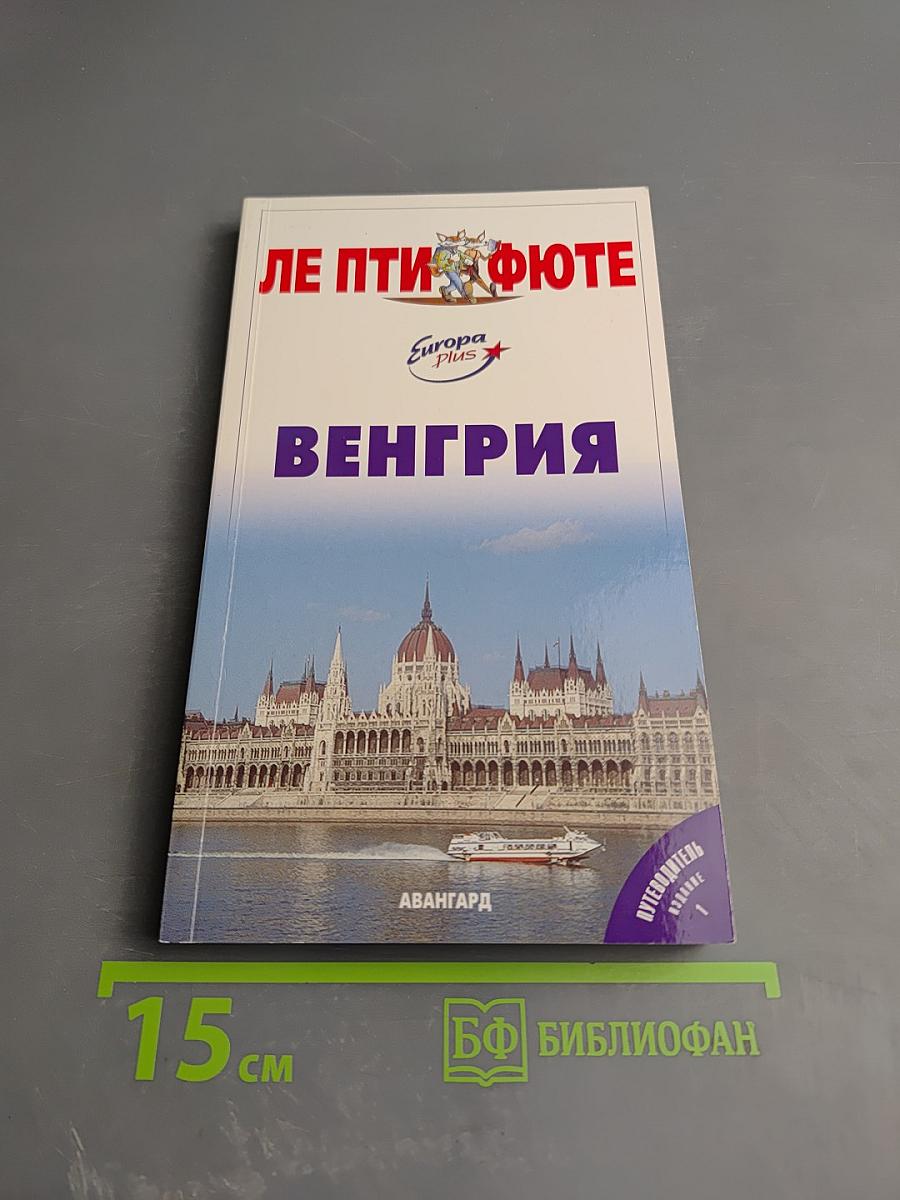 ЛЕ ПТИ ФЮТЕ
Europa
plus
ВЕНГРИЯ
АВАНГАРД
ПУТЕВОДИТЕЛЬ
ИЗДАНИЕ
1
15 см
БФ БИБЛИОФАН